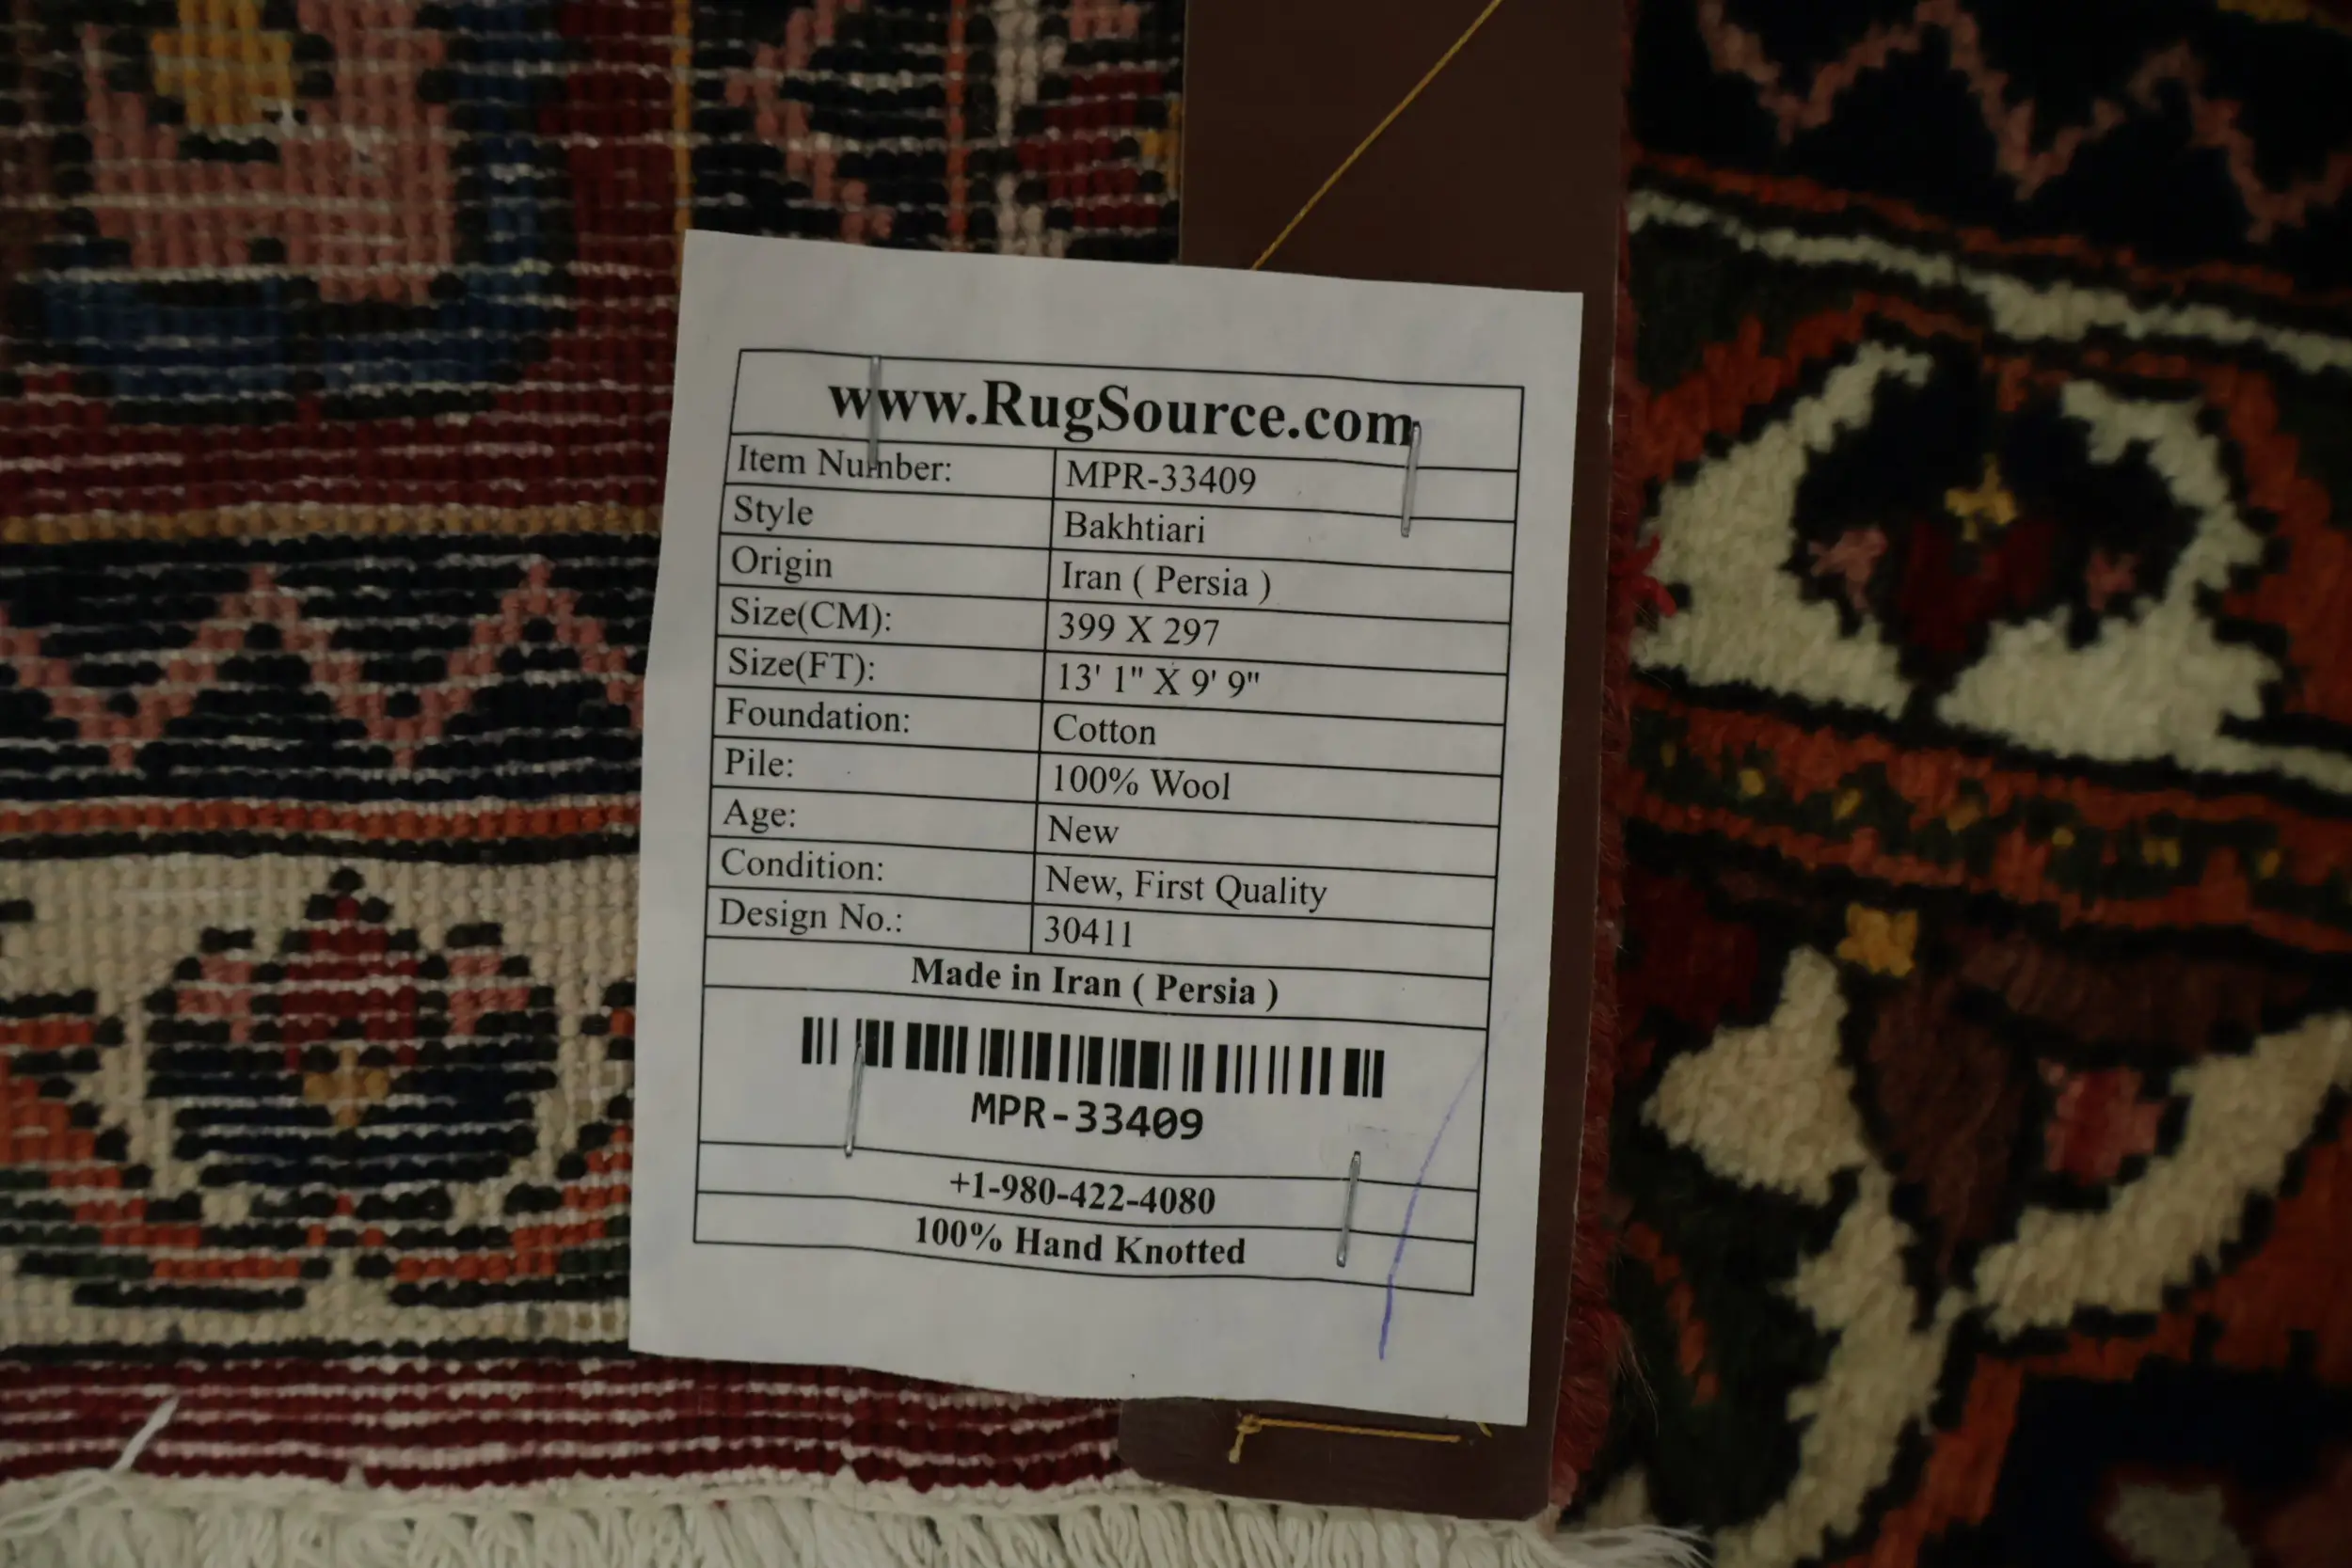 www.RugSource.com
Item Number: MPR-33409
Style Bakhtiari
Origin Iran ( Persia )
Size(CM): 399 X 297
Size(FT): 13' 1" X 9' 9"
Foundation: Cotton
Pile: 100% Wool
Age: New
Condition: New, First Quality
Design No.: 30411
Made in Iran ( Persia )
MPR-33409
+1-980-422-4080
100% Hand Knotted